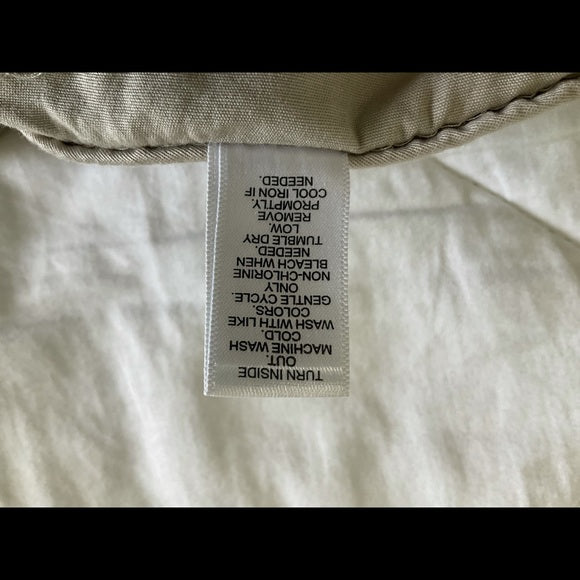 TURN INSIDE
OUT.
MACHINE WASH
COLD.
WASH WITH LIKE
COLORS.
GENTLE CYCLE.
ONLY
NON-CHLORINE
BLEACH WHEN
NEEDED.
TUMBLE DRY
LOW.
REMOVE
PROMPTLY.
COOL IRON IF
NEEDED.